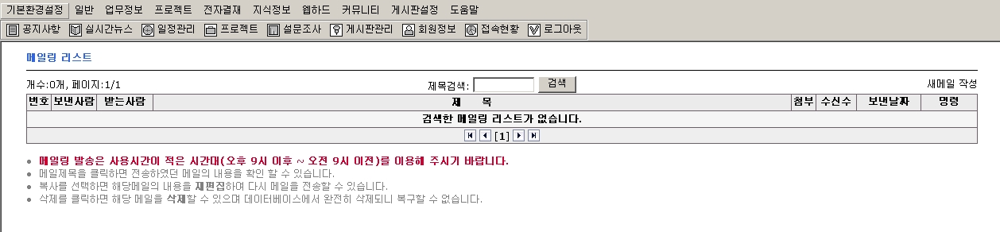 기본환경설정 일반 업무정보 프로젝트 전자결재 지식정보 웹하드 커뮤니티 게시판설정 도움말
공지사항 실시간뉴스 일정관리 프로젝트 설문조사 게시판관리 회원정보 접속현황 로그아웃
메일링 리스트
개수:0개, 페이지:1/1 제목검색: 검색 새메일 작성
번호 보낸사람 받는사람 제 목 첨부 수신수 보낸날짜 명령
검색한 메일링 리스트가 없습니다.
[1]
메일링 발송은 사용시간이 적은 시간대(오후 9시 이후 ~ 오전 9시 이전)를 이용해 주시기 바랍니다.
메일제목을 클릭하면 전송하였던 메일의 내용을 확인 할 수 있습니다.
복사를 선택하면 해당메일의 내용을 재편집하여 다시 메일을 전송할 수 있습니다.
삭제를 클릭하면 해당 메일을 삭제할 수 있으며 데이터베이스에서 완전히 삭제되니 복구할 수 없습니다.